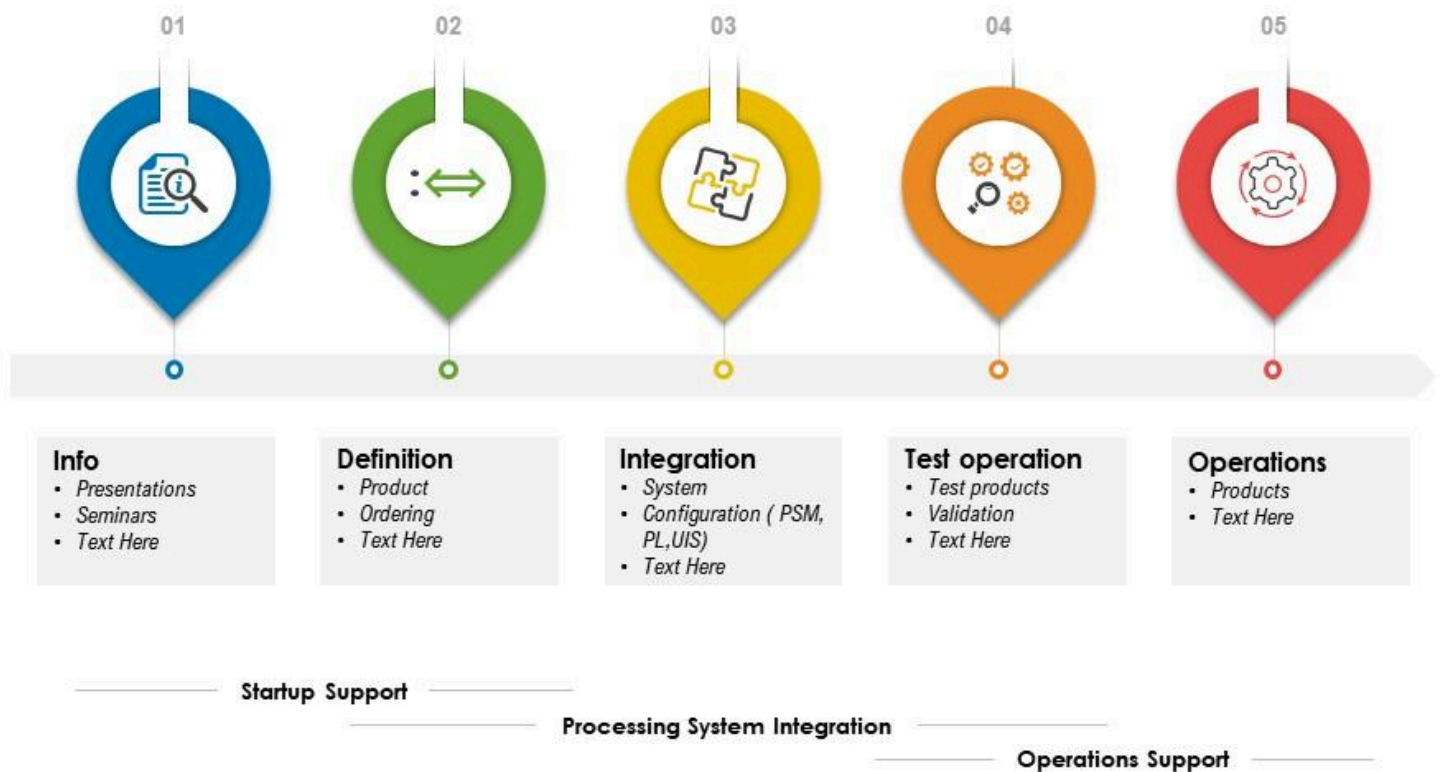 01
02
03
04
05
Info
• Presentations
• Seminars
• Text Here
Definition
• Product
• Ordering
• Text Here
Integration
• System
• Configuration ( PSM,
PL,UIS)
• Text Here
Test operation
• Test products
• Validation
• Text Here
Operations
• Products
• Text Here
Startup Support
Processing System Integration
Operations Support